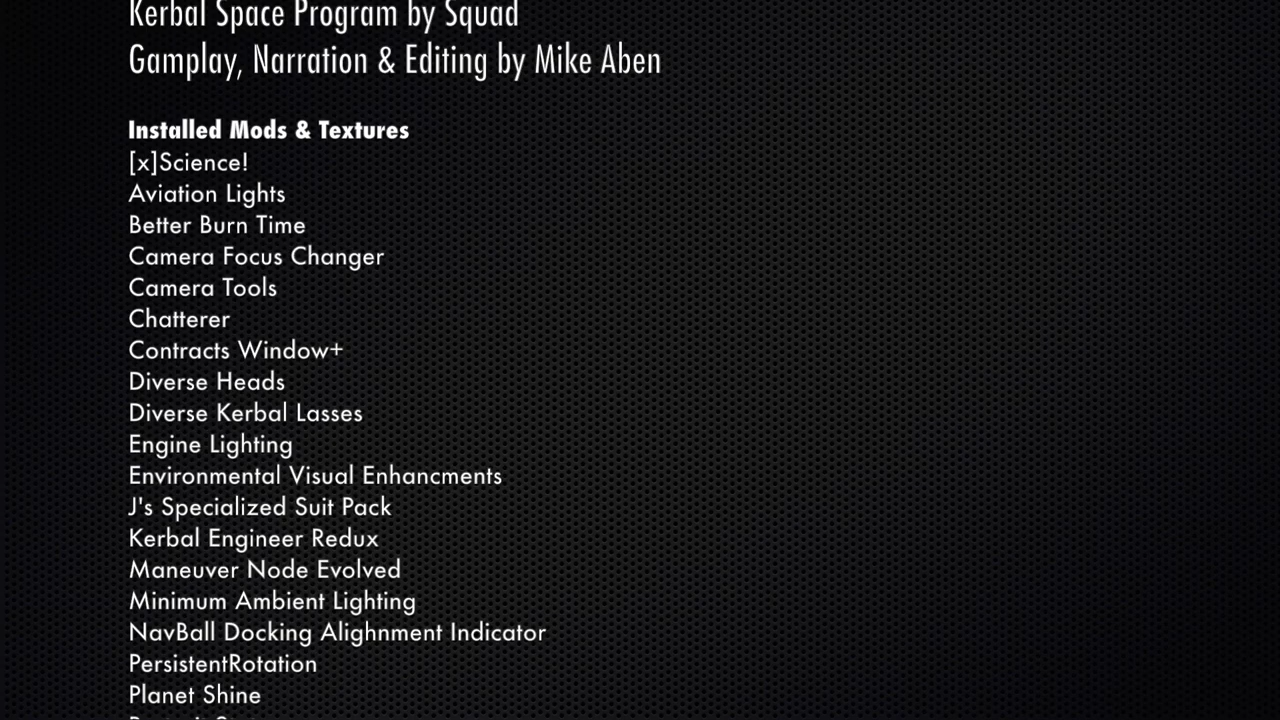 Kerbal Space Program by Squad
Gamplay, Narration & Editing by Mike Aben
Installed Mods & Textures
[x]Science!
Aviation Lights
Better Burn Time
Camera Focus Changer
Camera Tools
Chatterer
Contracts Window+
Diverse Heads
Diverse Kerbal Lasses
Engine Lighting
Environmental Visual Enhancments
J's Specialized Suit Pack
Kerbal Engineer Redux
Maneuver Node Evolved
Minimum Ambient Lighting
NavBall Docking Alighnment Indicator
PersistentRotation
Planet Shine